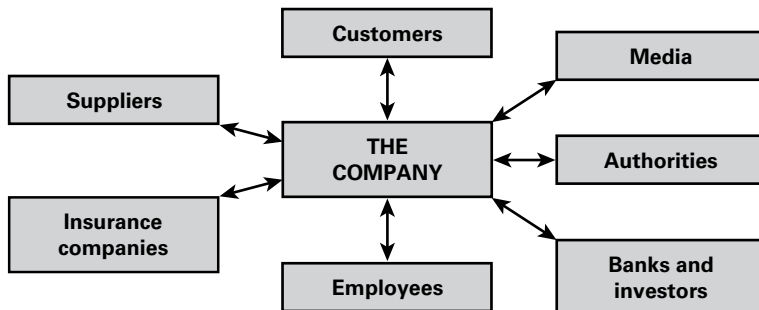 Customers
Media
Suppliers
THE
COMPANY
Authorities
Insurance
companies
Employees
Banks and
investors